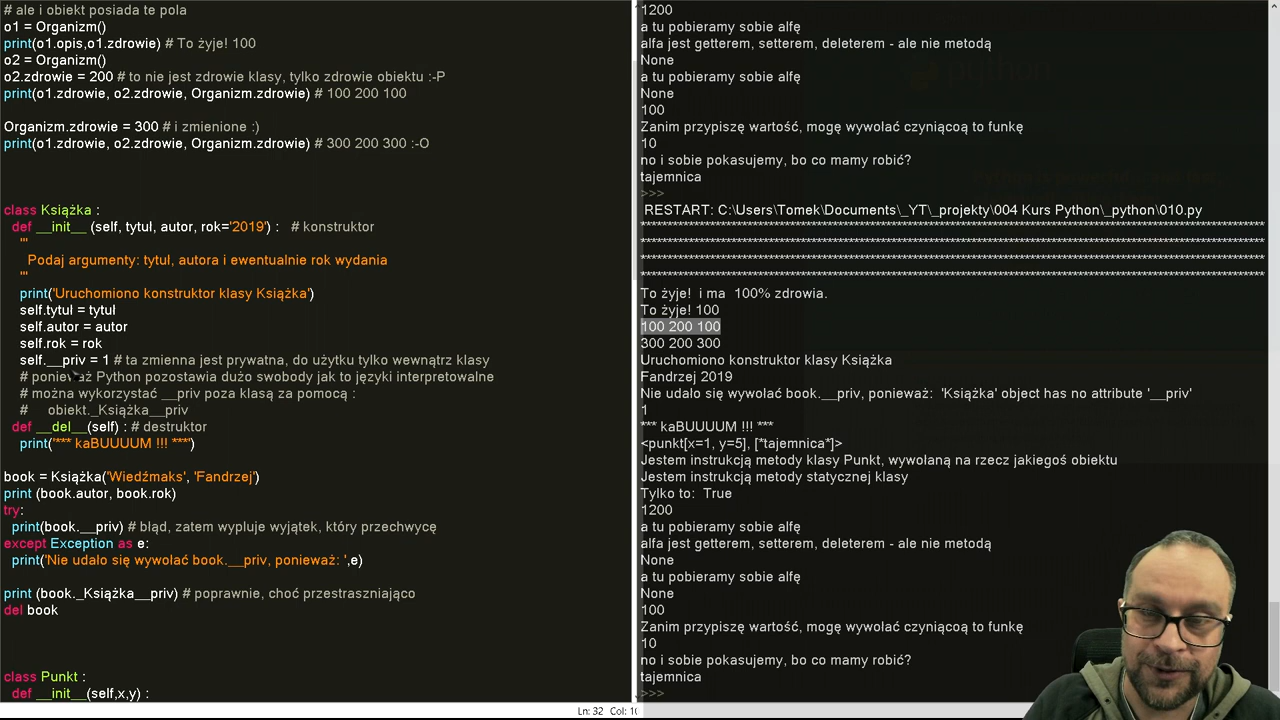 # ale i obiekt posiada te pola
o1 = Organizm()
print(o1.opis,o1.zdrowie) # To żyje! 100
o2 = Organizm()
o2.zdrowie = 200 # to nie jest zdrowie klasy, tylko zdrowie obiektu :-P
print(o1.zdrowie, o2.zdrowie, Organizm.zdrowie) # 100 200 100
Organizm.zdrowie = 300 # i zmienione :)
print(o1.zdrowie, o2.zdrowie, Organizm.zdrowie) # 300 200 300 :-O
class Książka :
def __init__ (self, tytul, autor, rok='2019') : # konstruktor
'''
Podaj argumenty: tytul, autora i ewentualnie rok wydania
'''
print('Uruchomiono konstruktor klasy Książka')
self.tytul = tytul
self.autor = autor
self.rok = rok
self.__priv = 1 # ta zmienna jest prywatna, do użytku tylko wewnątrz klasy
# ponieważ Python pozostawia dużo swobody jak to języki interpretowalne
# można wykorzystać __priv poza klasą za pomocą :
# obiekt._Książka__priv
def __del__(self) : # destruktor
print('*** kaBUUUUM !!! ***')
book = Książka('Wiedźmaks', 'Fandrzej')
print (book.autor, book.rok)
try:
print(book.__priv) # błąd, zatem wypluje wyjątek, który przechwycę
except Exception as e:
print('Nie udało się wywołać book.__priv, ponieważ: ',e)
print (book._Książka__priv) # poprawnie, choć przestraszniająco
del book
class Punkt :
def __init__(self,x,y) :
Ln: 32 Col: 10
1200
a tu pobieramy sobie alfę
alfa jest getterem, setterem, deleterem - ale nie metodą
None
a tu pobieramy sobie alfę
None
100
Zanim przypiszę wartość, mogę wywołać czyniącoą to funkę
10
no i sobie pokasujemy, bo co mamy robić?
tajemnica
>>>
RESTART: C:\Users\Tomek\Documents\_YT\_projekty\004 Kurs Python\_python\010.py
To żyje! i ma 100% zdrowia.
To żyje! 100
100 200 100
300 200 300
Uruchomiono konstruktor klasy Książka
Fandrzej 2019
Nie udało się wywołać book.__priv, ponieważ: 'Książka' object has no attribute '__priv'
1
*** kaBUUUUM !!! ***
<punkt[x=1, y=5], [*tajemnica*]>
Jestem instrukcją metody klasy Punkt, wywołaną na rzecz jakiegoś obiektu
Jestem instrukcją metody statycznej klasy
Tylko to: True
1200
a tu pobieramy sobie alfę
alfa jest getterem, setterem, deleterem - ale nie metodą
None
a tu pobieramy sobie alfę
None
100
Zanim przypiszę wartość, mogę wywołać czyniącoą to funkę
10
no i sobie pokasujemy, bo co mamy robić?
tajemnica
>>>